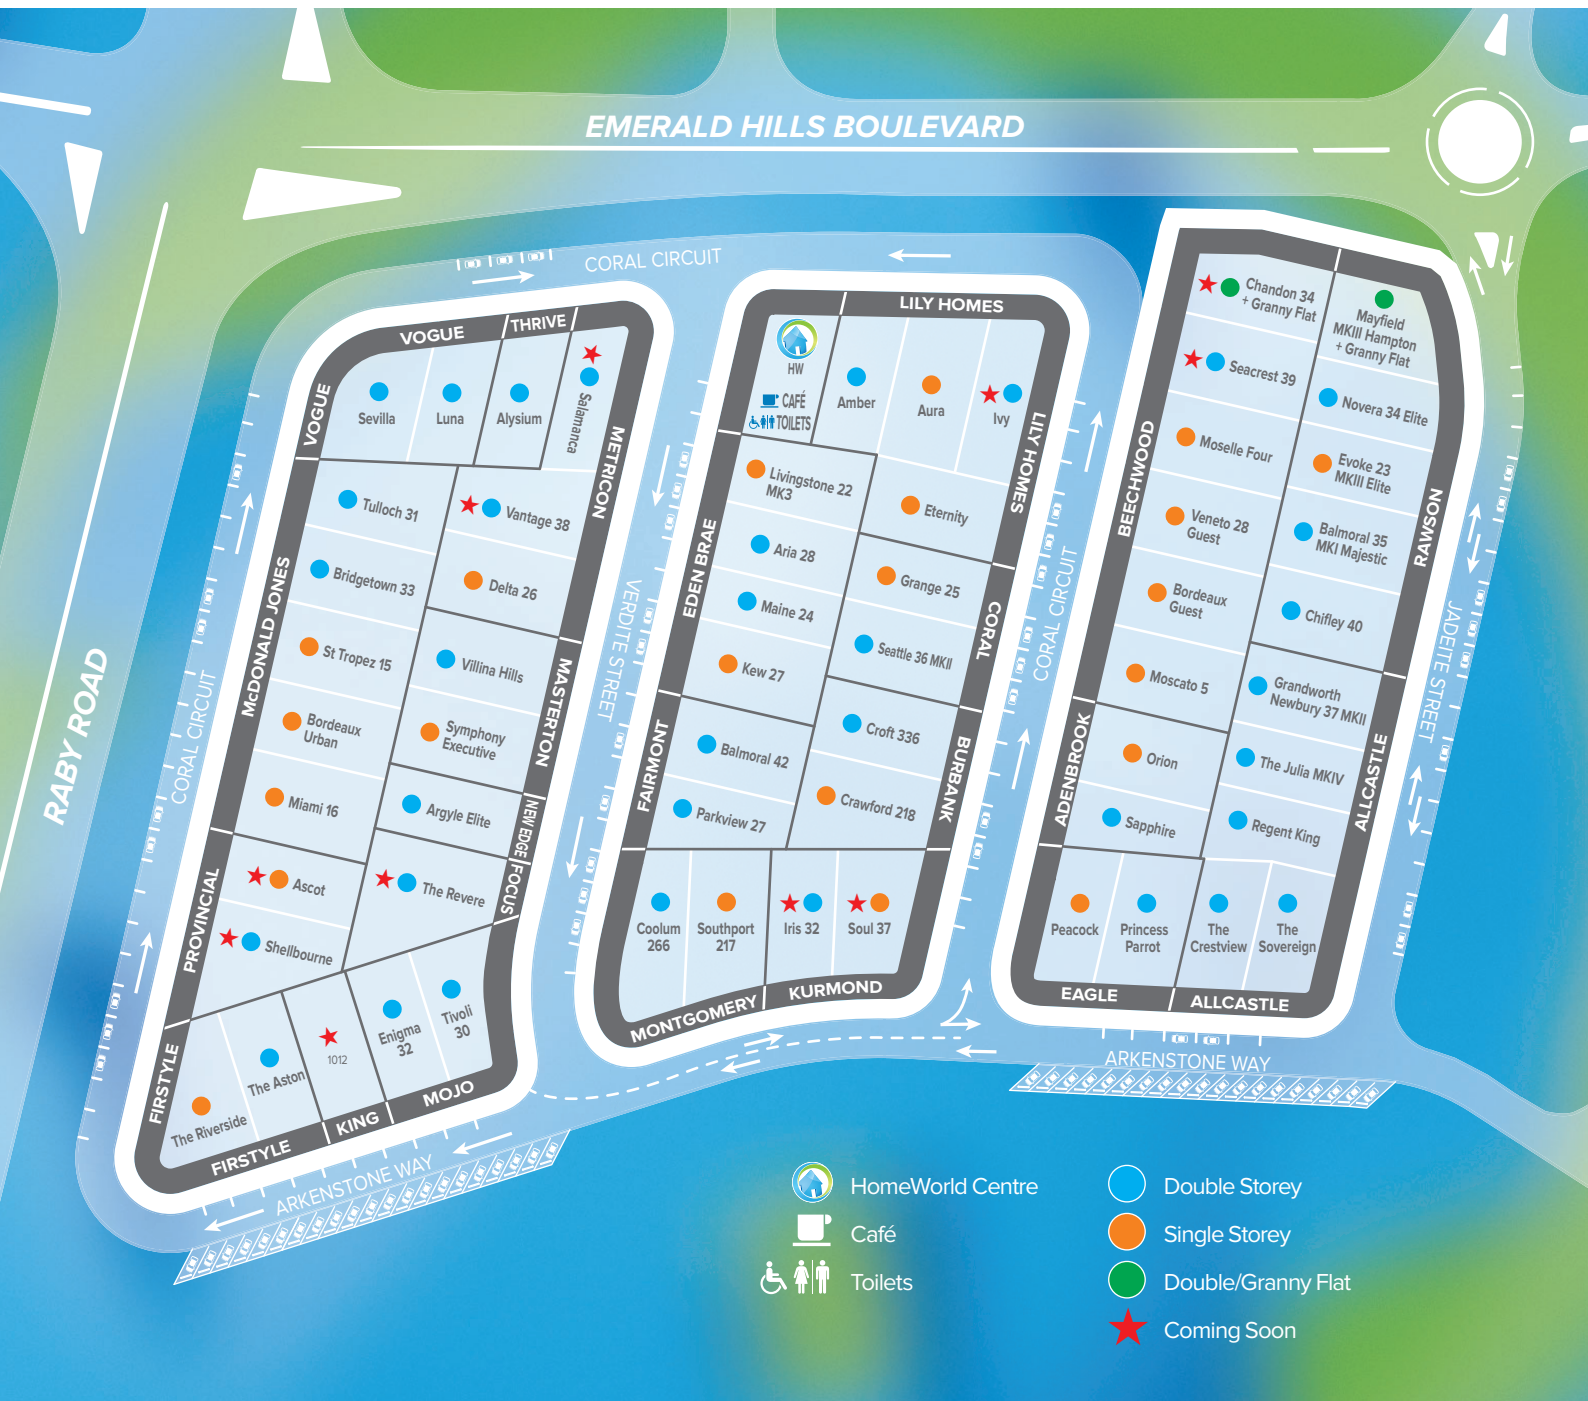 EMERALD HILLS BOULEVARD
RABY ROAD
CORAL CIRCUIT
CORAL CIRCUIT
VERDITE STREET
CORAL CIRCUIT
JADEITE STREET
ARKENSTONE WAY
ARKENSTONE WAY
VOGUE
THRIVE
VOGUE
METRICON
McDONALD JONES
MASTERTON
NEW EDGE
FOCUS
PROVINCIAL
FIRSTYLE
FIRSTYLE
KING
MOJO
Sevilla
Luna
Alysium
Salamanca
Tulloch 31
Vantage 38
Bridgetown 33
Delta 26
St Tropez 15
Villina Hills
Bordeaux
Urban
Symphony
Executive
Miami 16
Argyle Elite
Ascot
The Revere
Shellbourne
The Riverside
The Aston
1012
Enigma
32
Tivoli
30
LILY HOMES
LILY HOMES
EDEN BRAE
CORAL
FAIRMONT
BURBANK
MONTGOMERY
KURMOND
HW
CAFÉ
TOILETS
Amber
Aura
Ivy
Livingstone 22
MK3
Eternity
Aria 28
Grange 25
Maine 24
Seattle 36 MKII
Kew 27
Croft 336
Balmoral 42
Crawford 218
Parkview 27
Coolum
266
Southport
217
Iris 32
Soul 37
BEECHWOOD
RAWSON
ADENBROOK
ALLCASTLE
EAGLE
ALLCASTLE
Chandon 34
+ Granny Flat
Mayfield
MKIII Hampton
+ Granny Flat
Seacrest 39
Novera 34 Elite
Moselle Four
Evoke 23
MKIII Elite
Veneto 28
Guest
Balmoral 35
MKI Majestic
Bordeaux
Guest
Chifley 40
Moscato 5
Grandworth
Newbury 37 MKII
Orion
The Julia MKIV
Sapphire
Regent King
Peacock
Princess
Parrot
The
Crestview
The
Sovereign
HomeWorld Centre
Café
Toilets
Double Storey
Single Storey
Double/Granny Flat
Coming Soon